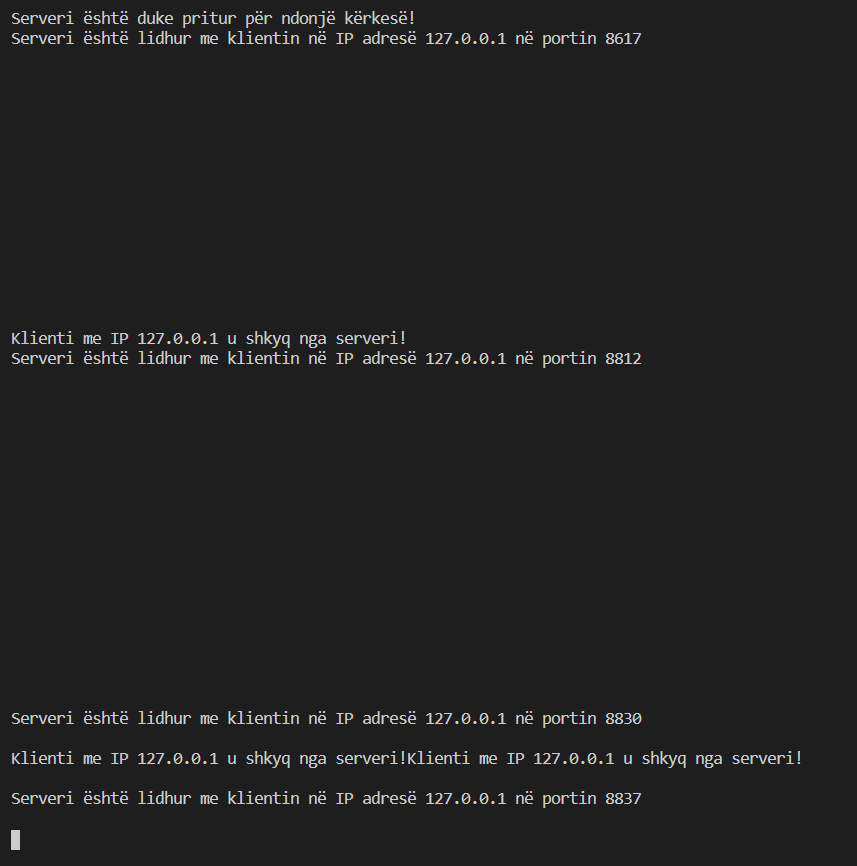 Serveri është duke pritur për ndonjë kërkesë!
Serveri është lidhur me klientin në IP adresë 127.0.0.1 në portin 8617
Klienti me IP 127.0.0.1 u shkyq nga serveri!
Serveri është lidhur me klientin në IP adresë 127.0.0.1 në portin 8812
Serveri është lidhur me klientin në IP adresë 127.0.0.1 në portin 8830
Klienti me IP 127.0.0.1 u shkyq nga serveri!Klienti me IP 127.0.0.1 u shkyq nga serveri!
Serveri është lidhur me klientin në IP adresë 127.0.0.1 në portin 8837